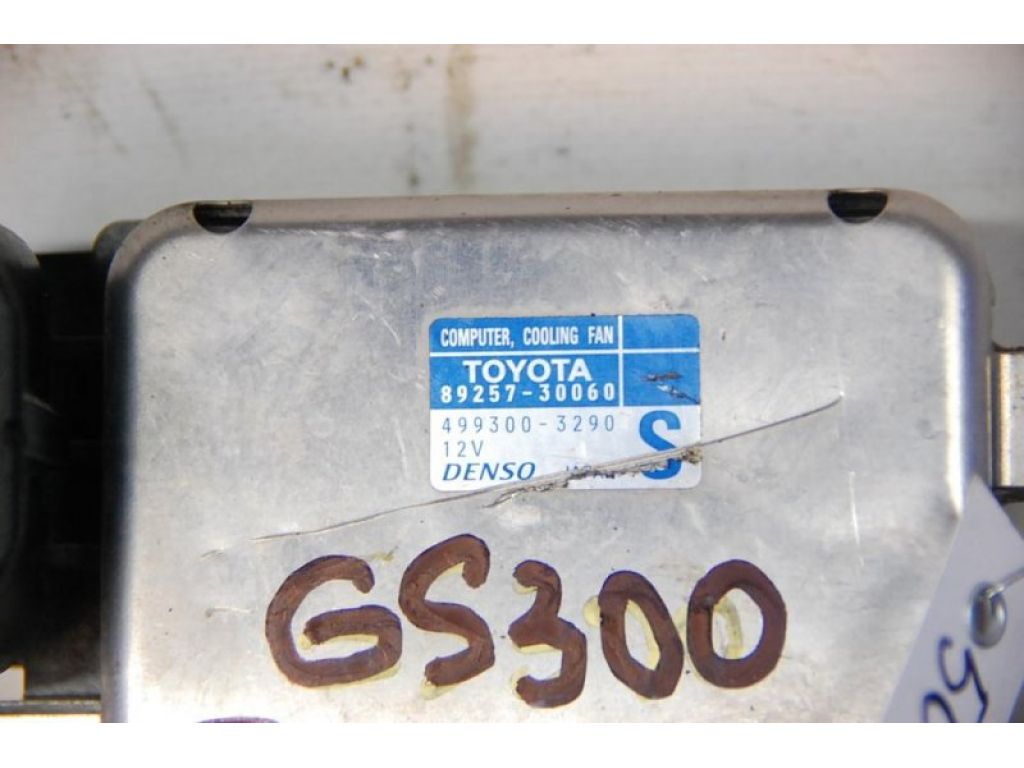 COMPUTER, COOLING FAN
TOYOTA
89257-30060
499300-3290
12V
S
DENSO
GS300